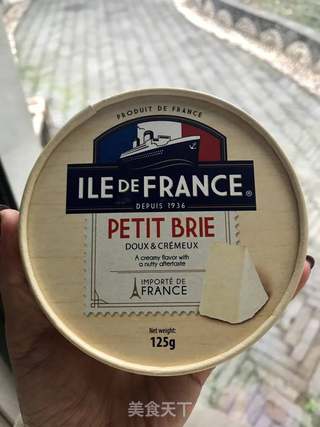 PRODUIT DE FRANCE
ILE DE FRANCE®
DEPUIS 1936
PETIT BRIE
DOUX & CRÉMEUX
A creamy flavor with
a nutty aftertaste
IMPORTÉ DE
FRANCE
Net weight:
125g
美食天下